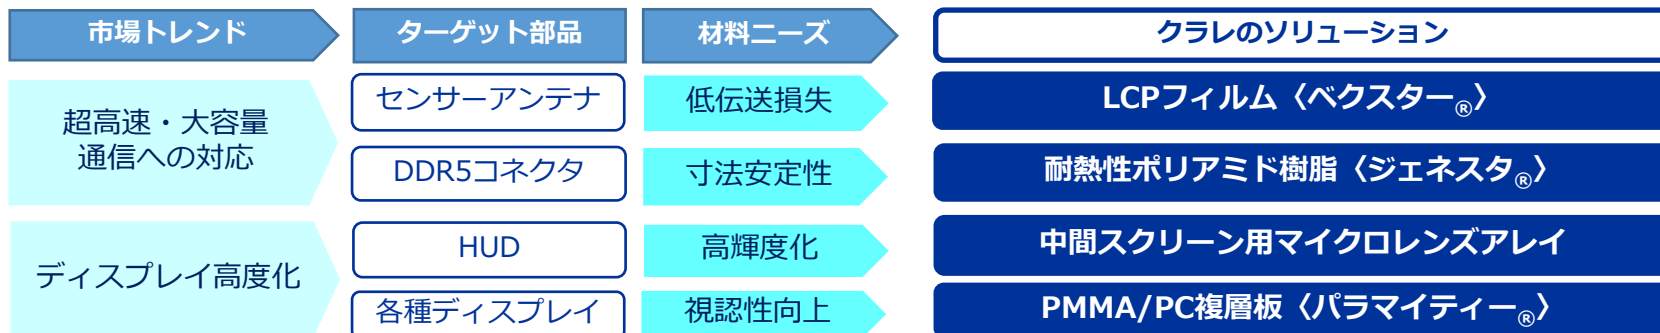 市場トレンド
ターゲット部品
材料ニーズ
クラレのソリューション
超高速・大容量
通信への対応
センサーアンテナ
低伝送損失
LCPフィルム〈ベクスター®〉
DDR5コネクタ
寸法安定性
耐熱性ポリアミド樹脂〈ジェネスタ®〉
ディスプレイ高度化
HUD
高輝度化
中間スクリーン用マイクロレンズアレイ
各種ディスプレイ
視認性向上
PMMA/PC複層板〈パラマイティー®〉